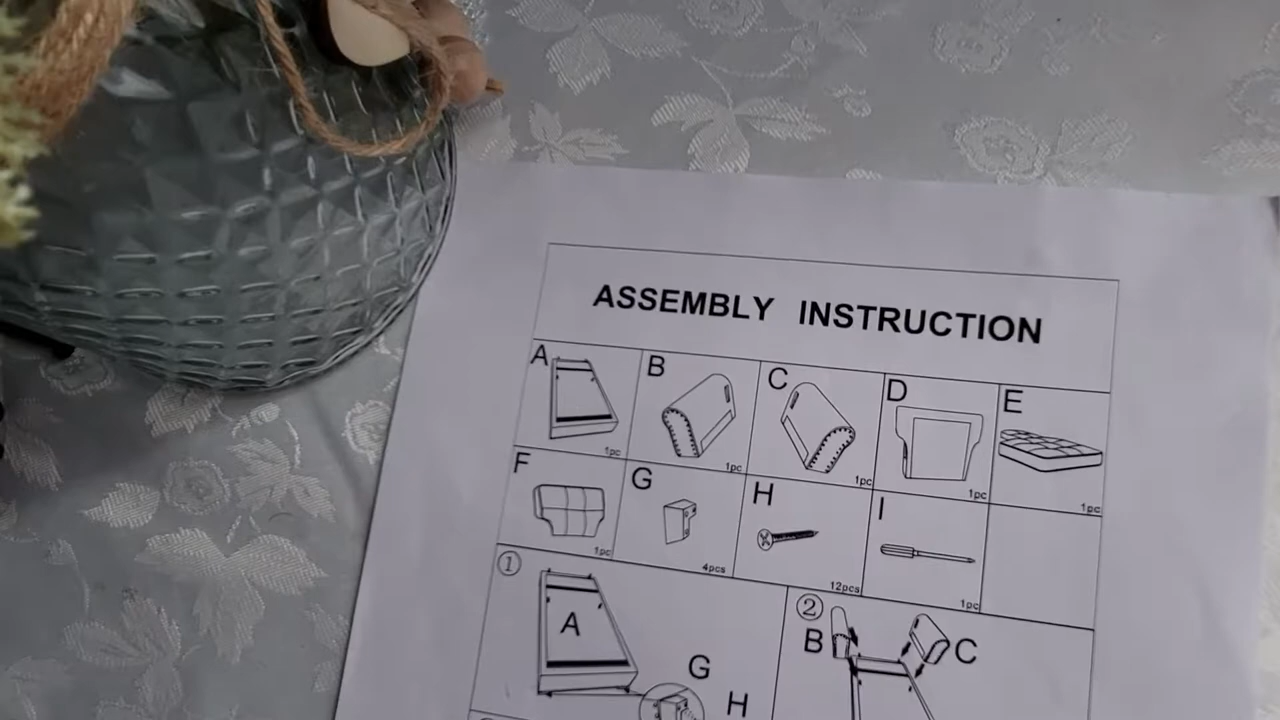 ASSEMBLY INSTRUCTION
A B C D E
1pc 1pc 1pc 1pc 1pc
F G H I
1pc 4pcs 12pcs 1pc
① ②
A B C
G
H